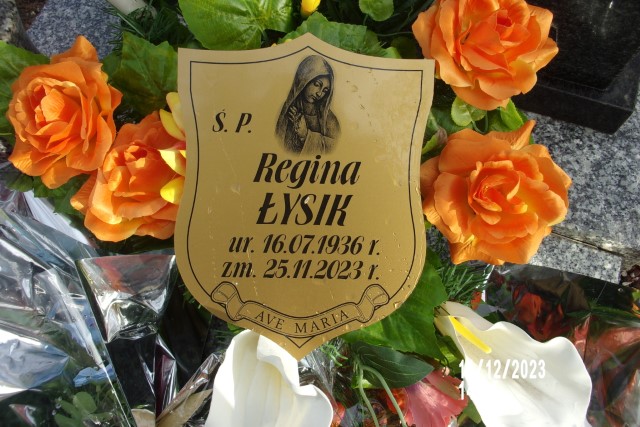 Ś. P.
Regina
ŁYSIK
ur. 16.07.1936 r.
zm. 25.11.2023 r.
AVE MARIA